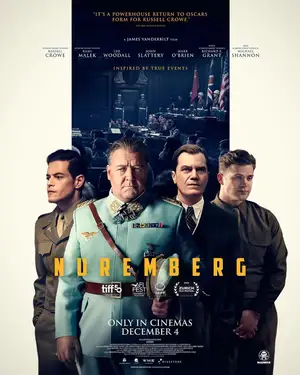 "IT'S A POWERHOUSE RETURN TO OSCARS
FORM FOR RUSSELL CROWE"
A JAMES VANDERBILT FILM
RUSSELL CROWE
RAMI MALEK
LEO WOODALL
JOHN SLATTERY
MARK O'BRIEN
RICHARD E. GRANT
MICHAEL SHANNON
INSPIRED BY TRUE EVENTS
NUREMBERG
tiff
ZURICH
ONLY IN CINEMAS
DECEMBER 4